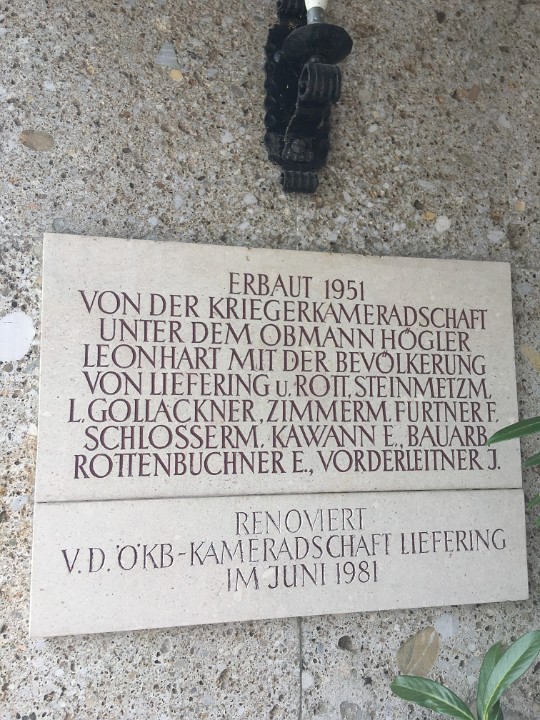 ERBAUT 1951
VON DER KRIEGERKAMERADSCHAFT
UNTER DEM OBMANN HÖGLER
LEONHART MIT DER BEVÖLKERUNG
VON LIEFERING u. ROTT, STEINMETZM.
L. GOLLACKNER, ZIMMERM. FURTNER F.
SCHLOSSERM. KAWANN E., BAUARB.
ROTTENBUCHNER E., VORDERLEITNER J.
RENOVIERT
V. D. ÖKB-KAMERADSCHAFT LIEFERING
IM JUNI 1981